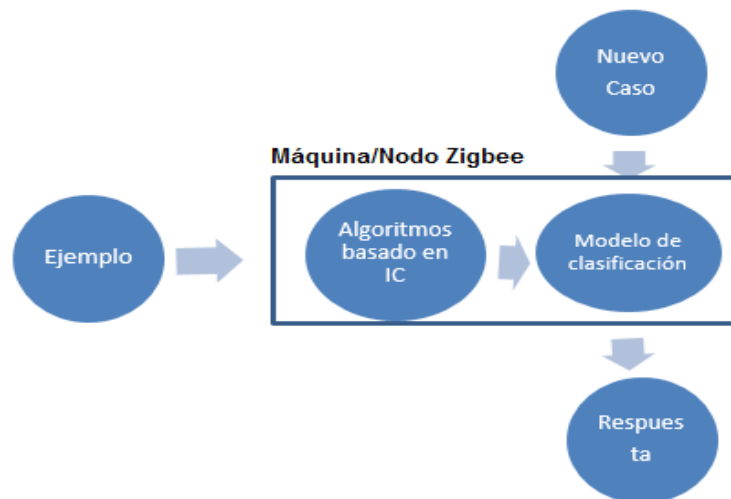 Nuevo
Caso
Máquina/Nodo Zigbee
Ejemplo
Algoritmos
basado en
IC
Modelo de
clasificación
Respues
ta